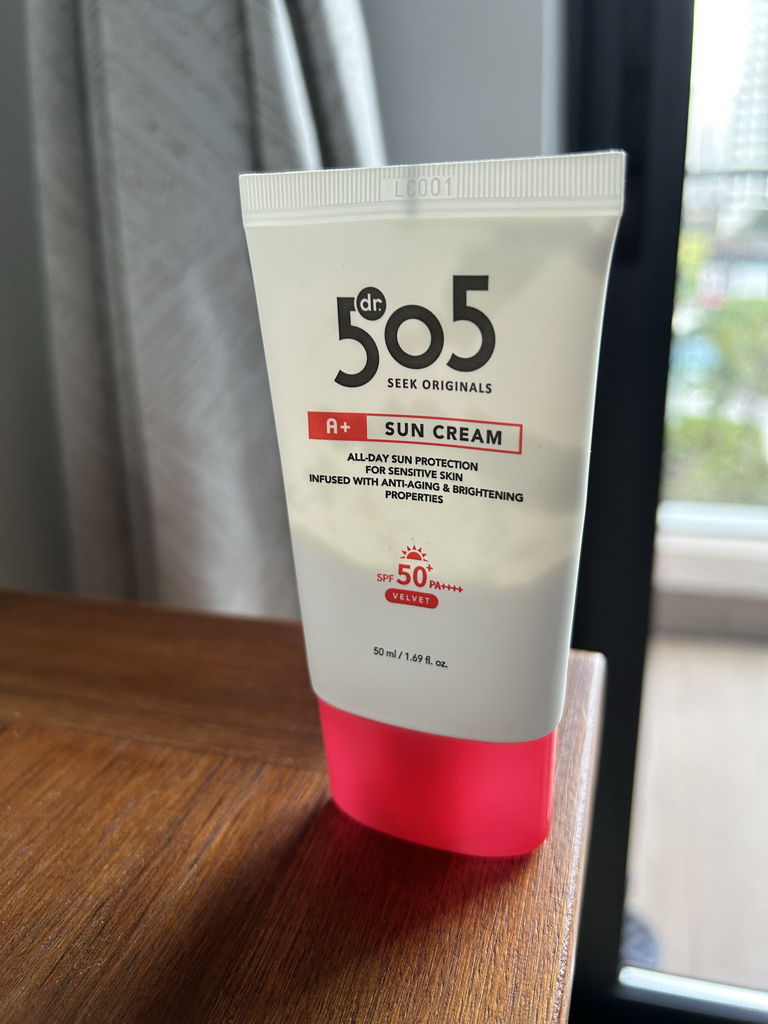 LC001
dr.
505
SEEK ORIGINALS
A+ SUN CREAM
ALL-DAY SUN PROTECTION
FOR SENSITIVE SKIN
INFUSED WITH ANTI-AGING & BRIGHTENING
PROPERTIES
SPF 50+ PA++++
VELVET
50 ml / 1.69 fl. oz.